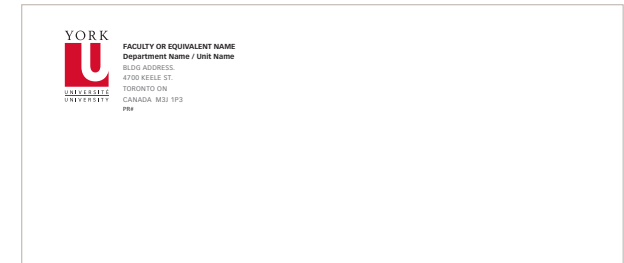 YORK
U
UNIVERSITÉ
UNIVERSITY
FACULTY OR EQUIVALENT NAME
Department Name / Unit Name
BLDG ADDRESS.
4700 KEELE ST.
TORONTO ON
CANADA M3J 1P3
PR#